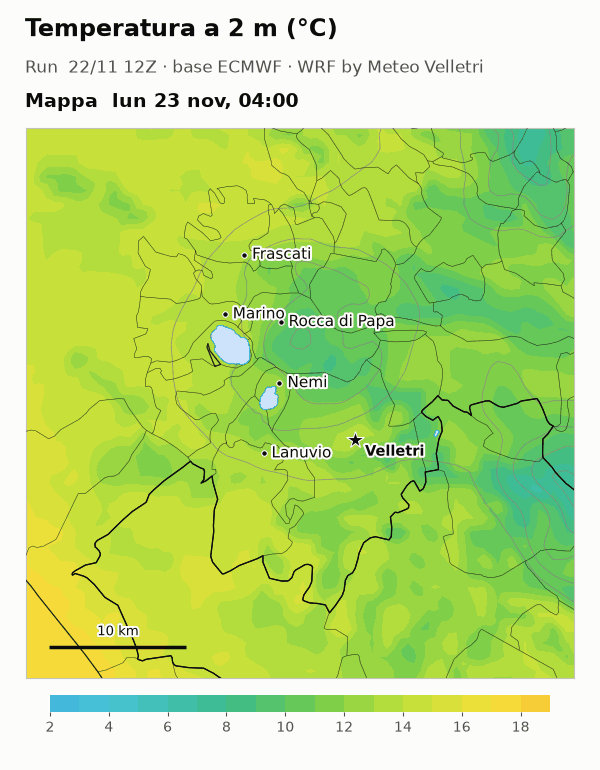 Temperatura a 2 m (°C)
Run  22/11 12Z · base ECMWF · WRF by Meteo Velletri
Mappa  lun 23 nov, 04:00
Frascati
Marino
Rocca di Papa
Nemi
Velletri
Lanuvio
10 km
2 4 6 8 10 12 14 16 18